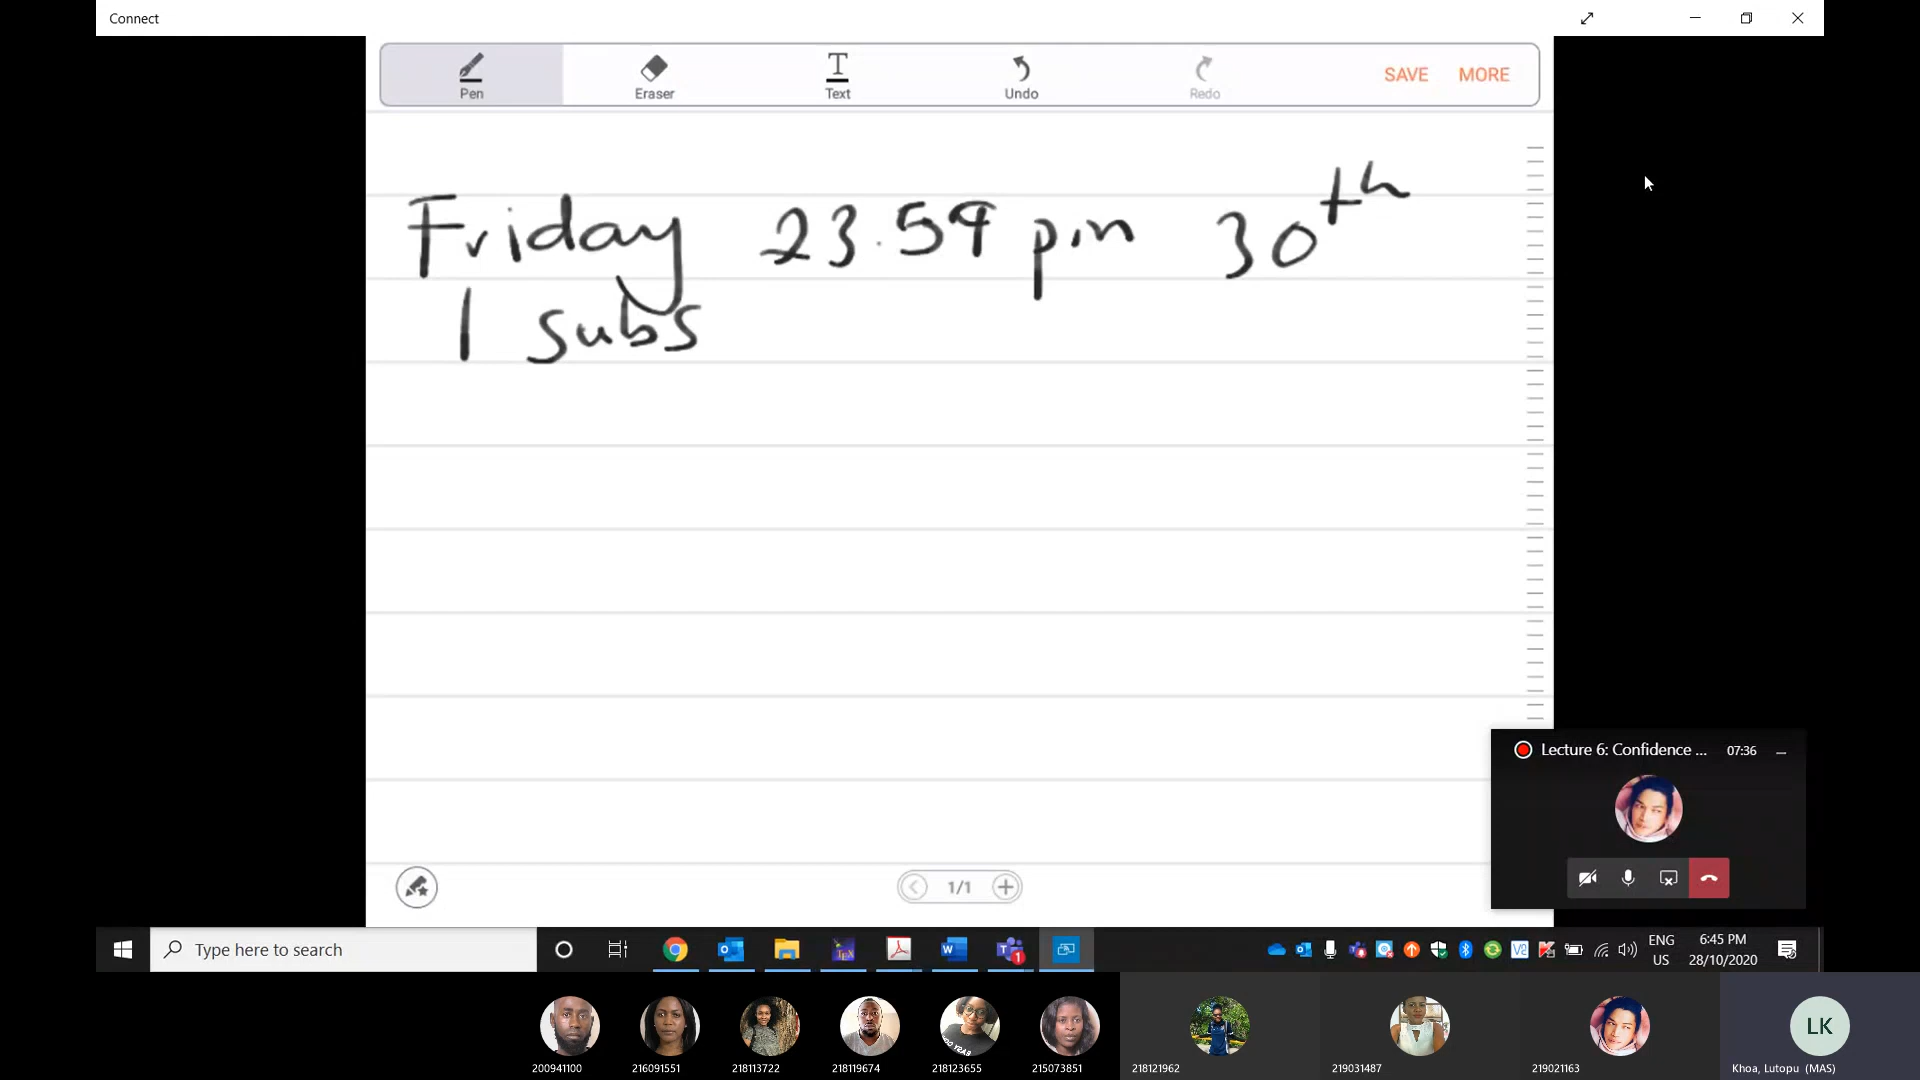 Connect
Pen
Eraser
Text
Undo
Redo
SAVE
MORE
Friday 23.59 pm 30th
1 subs
Lecture 6: Confidence ...
07:36
1/1
Type here to search
ENG
US
6:45 PM
28/10/2020
200941100
216091551
218113722
218119674
218123655
215073851
218121962
219031487
219021163
LK
Khoa, Lutopu (MAS)